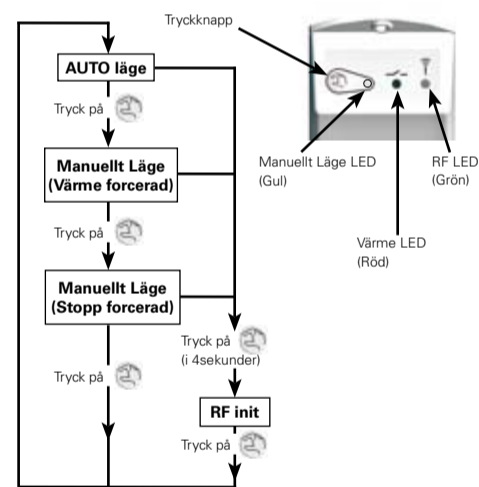 Tryckknapp
AUTO läge
Tryck på
Manuellt Läge
(Värme forcerad)
Tryck på
Manuellt Läge
(Stopp forcerad)
Tryck på
Tryck på
(i 4sekunder)
RF init
Tryck på
Manuellt Läge LED
(Gul)
RF LED
(Grön)
Värme LED
(Röd)